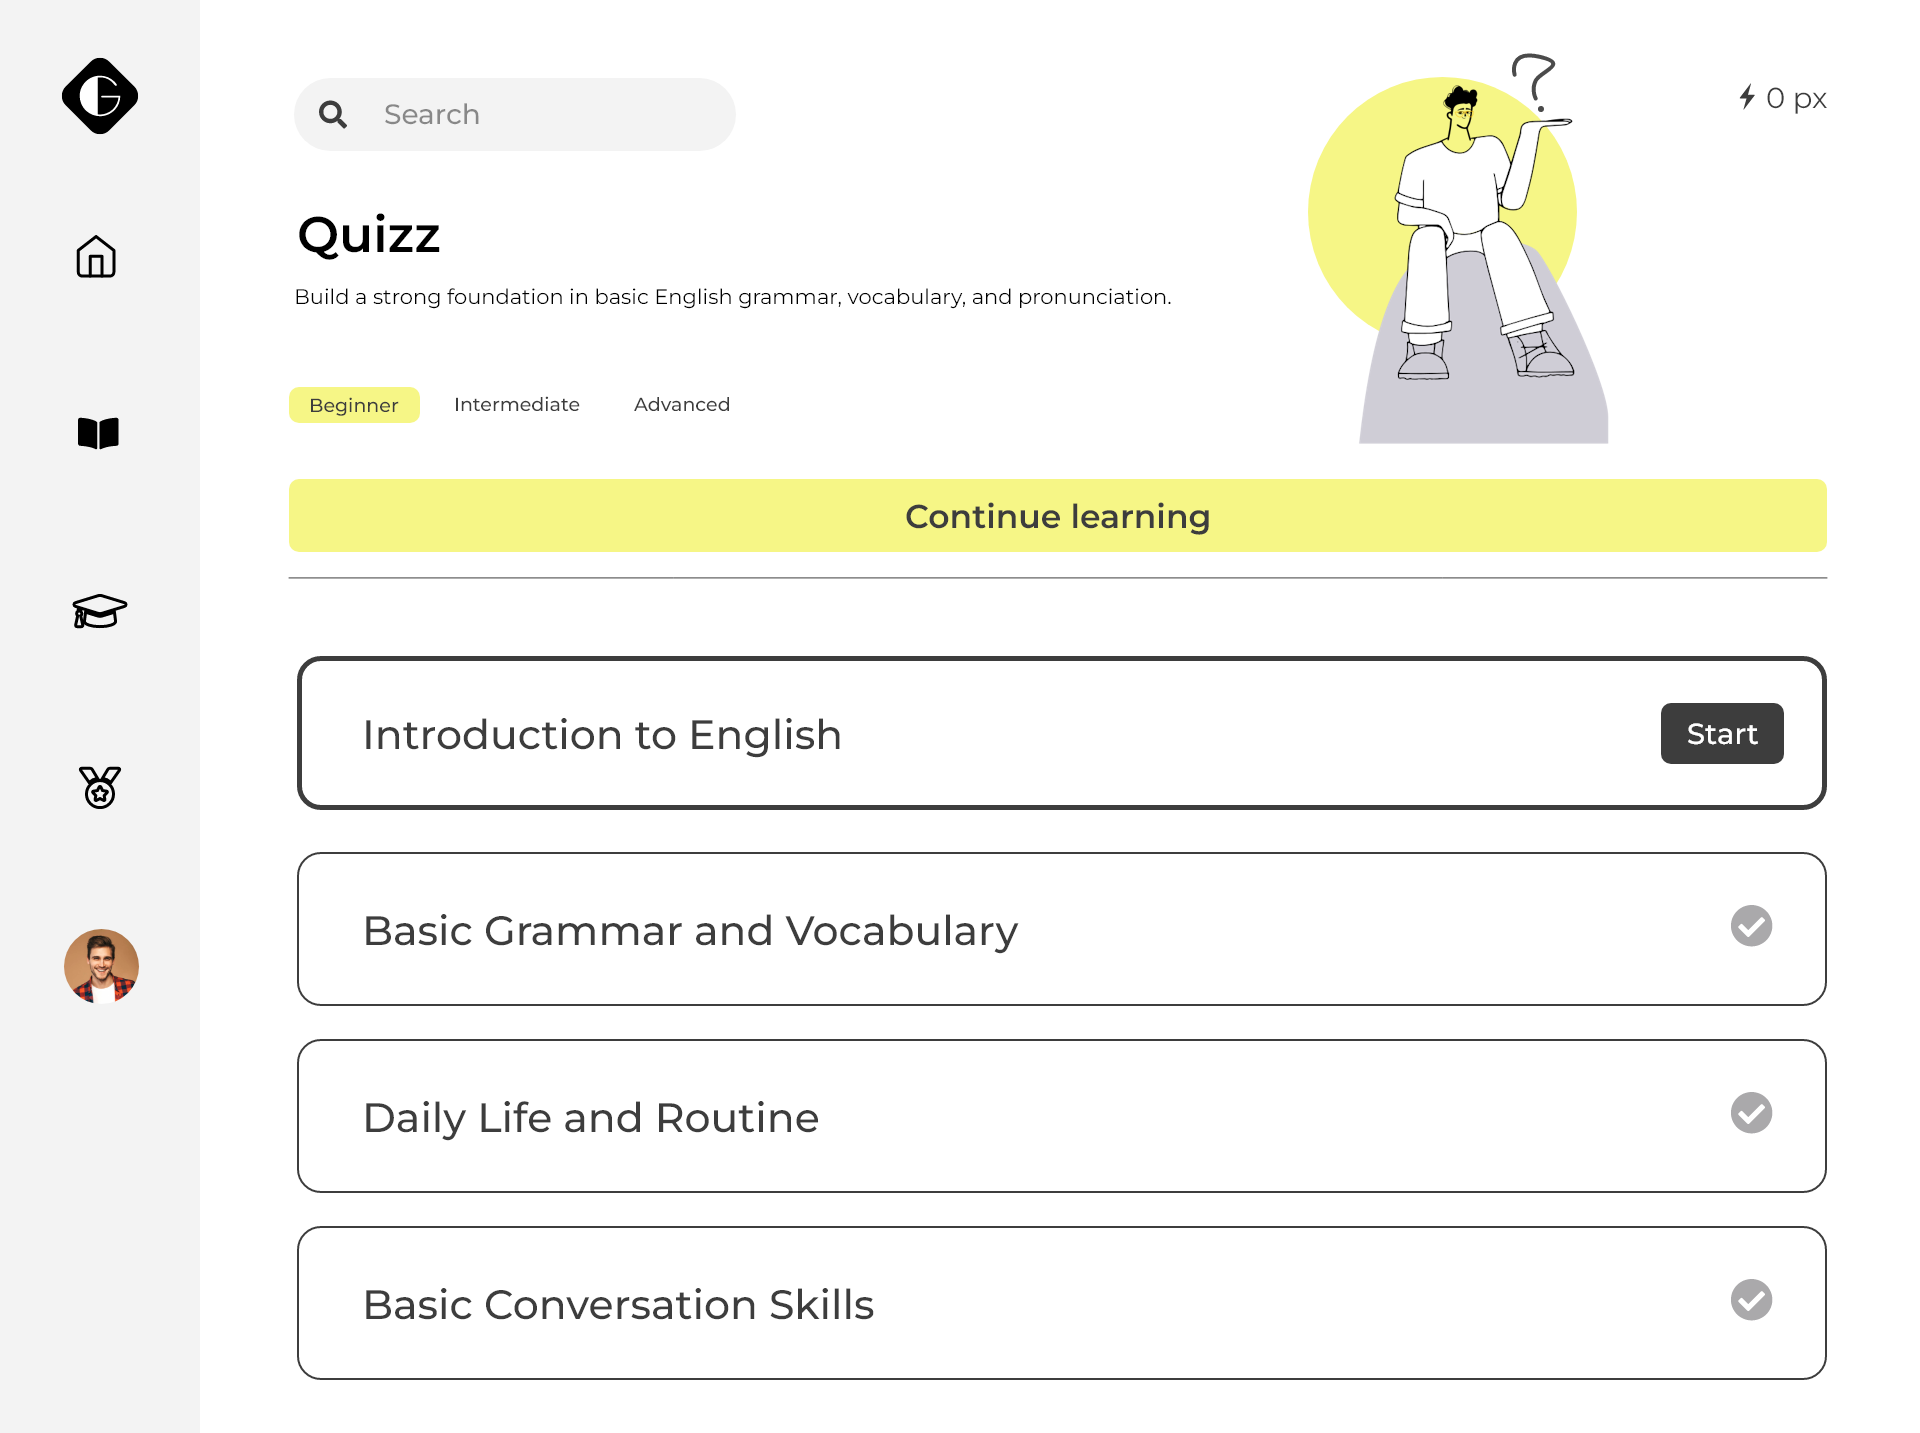 Search
0 px
Quizz
Build a strong foundation in basic English grammar, vocabulary, and pronunciation.
Beginner Intermediate Advanced
Continue learning
Introduction to English Start
Basic Grammar and Vocabulary
Daily Life and Routine
Basic Conversation Skills